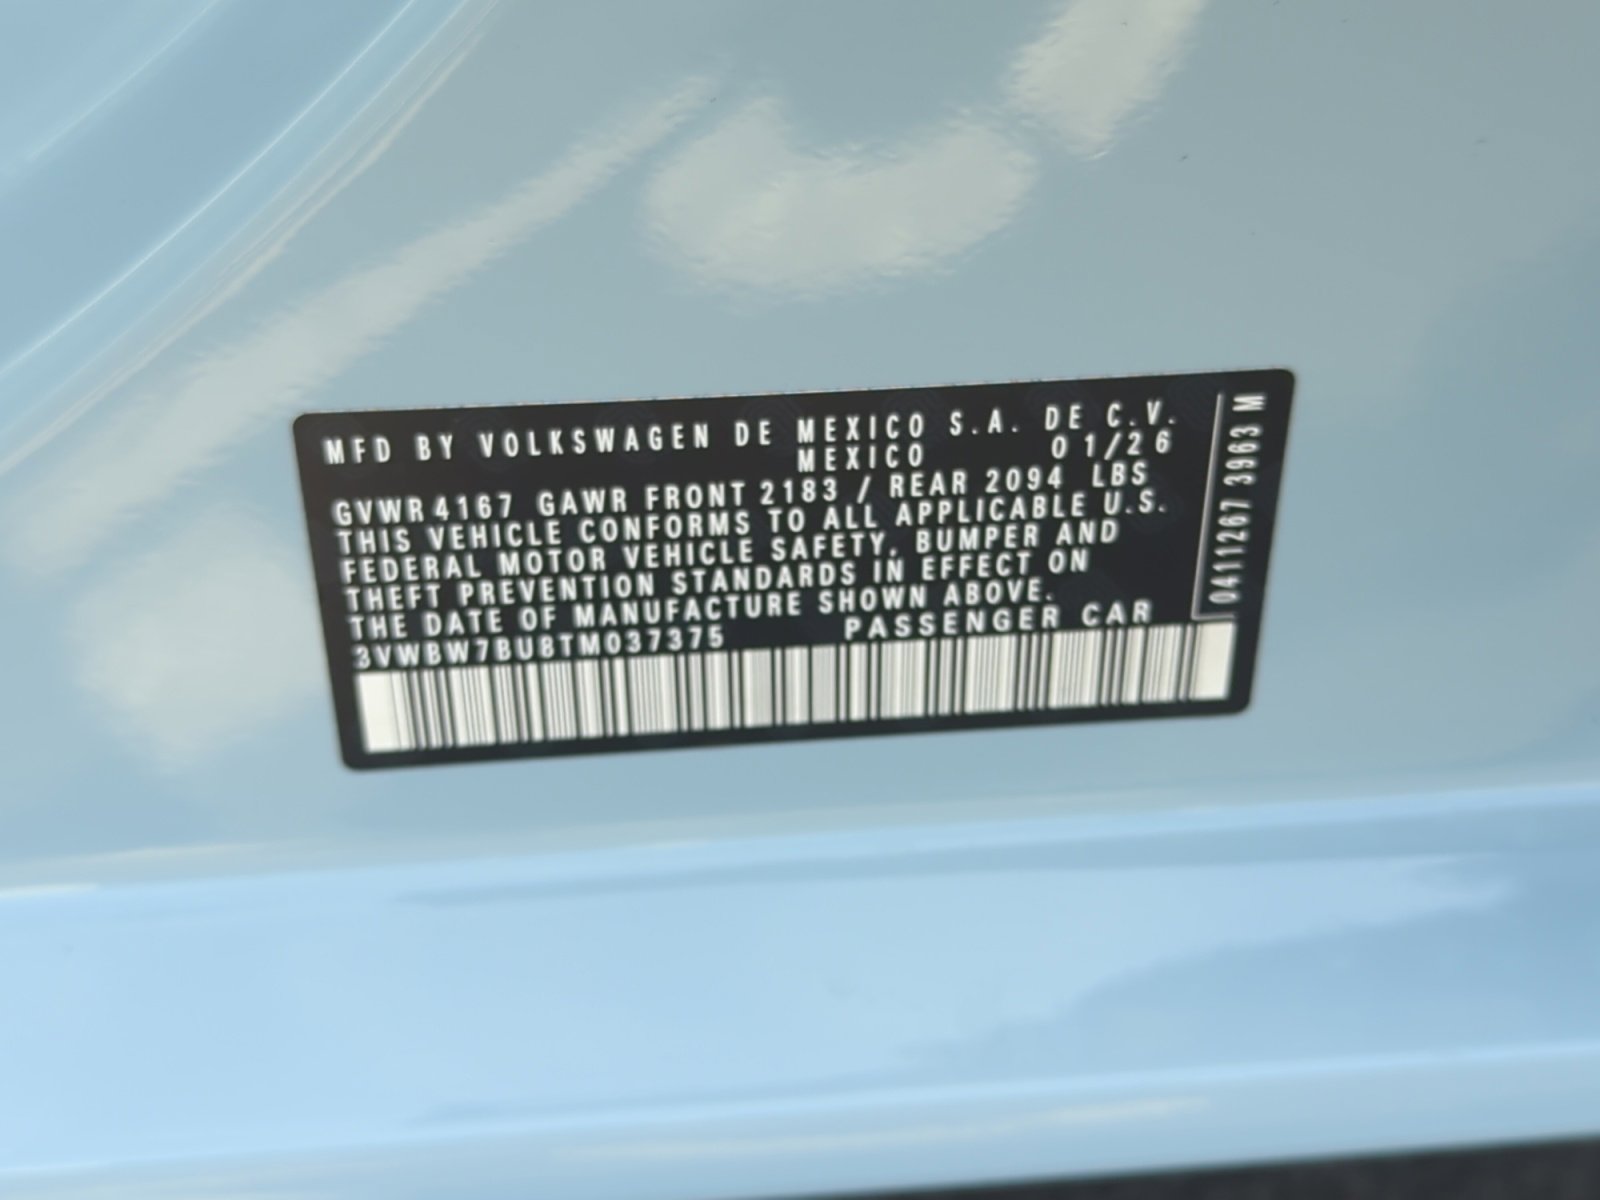 MFD BY VOLKSWAGEN DE MEXICO S.A. DE C.V.
MEXICO 01/26
GVWR 4167 GAWR FRONT 2183 / REAR 2094 LBS
THIS VEHICLE CONFORMS TO ALL APPLICABLE U.S.
FEDERAL MOTOR VEHICLE SAFETY, BUMPER AND
THEFT PREVENTION STANDARDS IN EFFECT ON
THE DATE OF MANUFACTURE SHOWN ABOVE.
3VWBW7BU8TM037375 PASSENGER CAR
0411267 3963 M